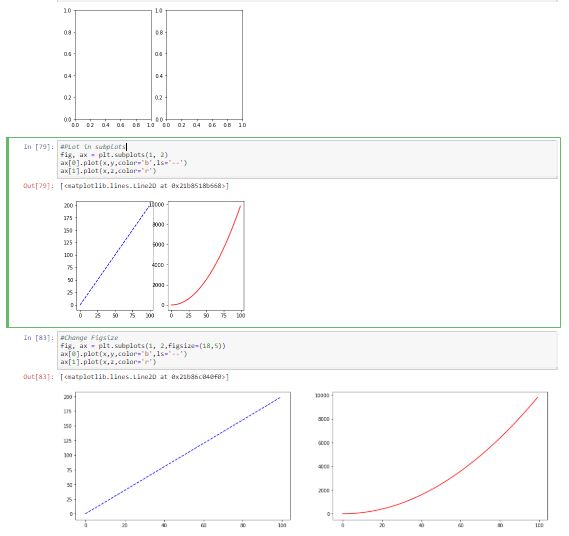 1.0 1.0
0.8 0.8
0.6 0.6
0.4 0.4
0.2 0.2
0.0 0.0
0.0 0.2 0.4 0.6 0.8 1.0 0.0 0.2 0.4 0.6 0.8 1.0
In [79]: #Plot in subplots
fig, ax = plt.subplots(1, 2)
ax[0].plot(x,y,color='b',ls='--')
ax[1].plot(x,z,color='r')
Out[79]: [<matplotlib.lines.Line2D at 0x21b8518b668>]
200 10000
175
150 8000
125
100 6000
75 4000
50
25 2000
0 0
0 25 50 75 100 0 25 50 75 100
In [83]: #Change Figsize
fig, ax = plt.subplots(1, 2,figsize=(18,5))
ax[0].plot(x,y,color='b',ls='--')
ax[1].plot(x,z,color='r')
Out[83]: [<matplotlib.lines.Line2D at 0x21b86c040f0>]
200 10000
175
150 8000
125
100 6000
75 4000
50
25 2000
0 0
0 20 40 60 80 100 0 20 40 60 80 100